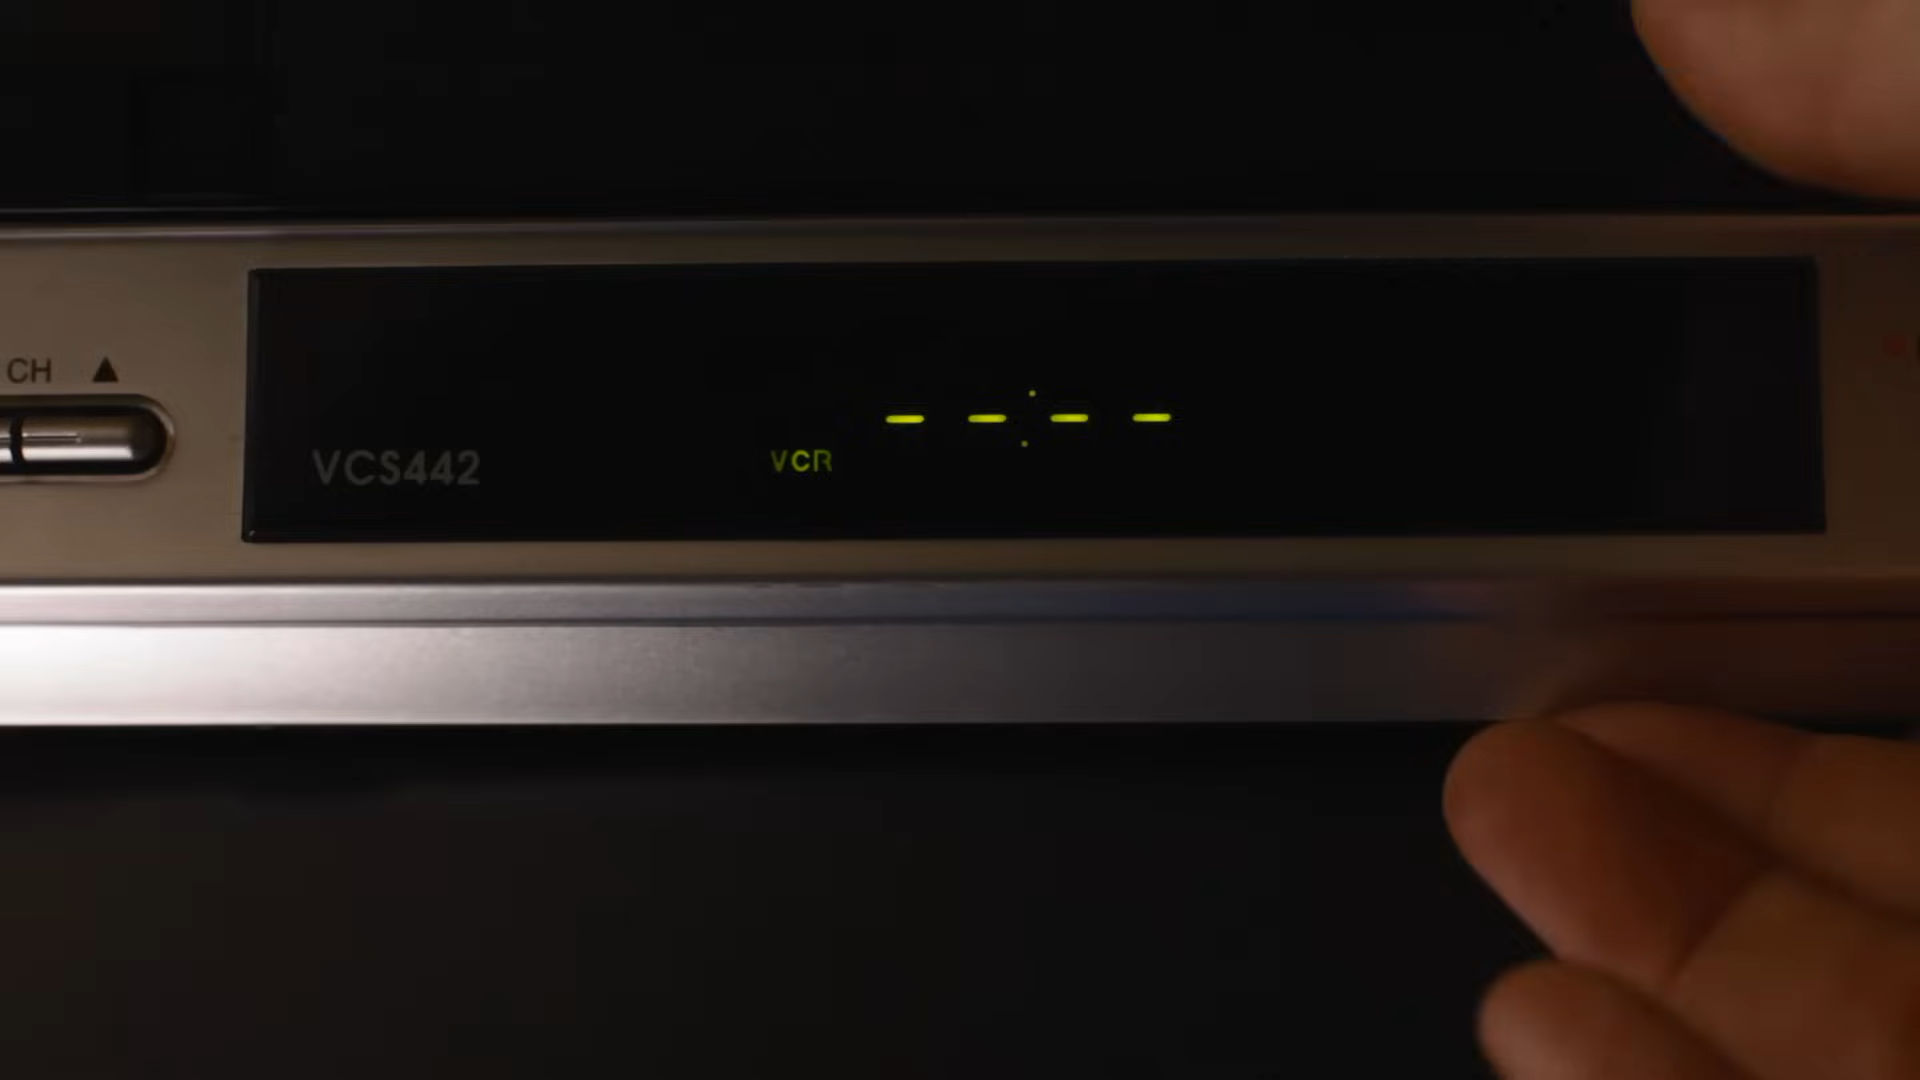 CH ▲
– –:– –
VCS442
VCR